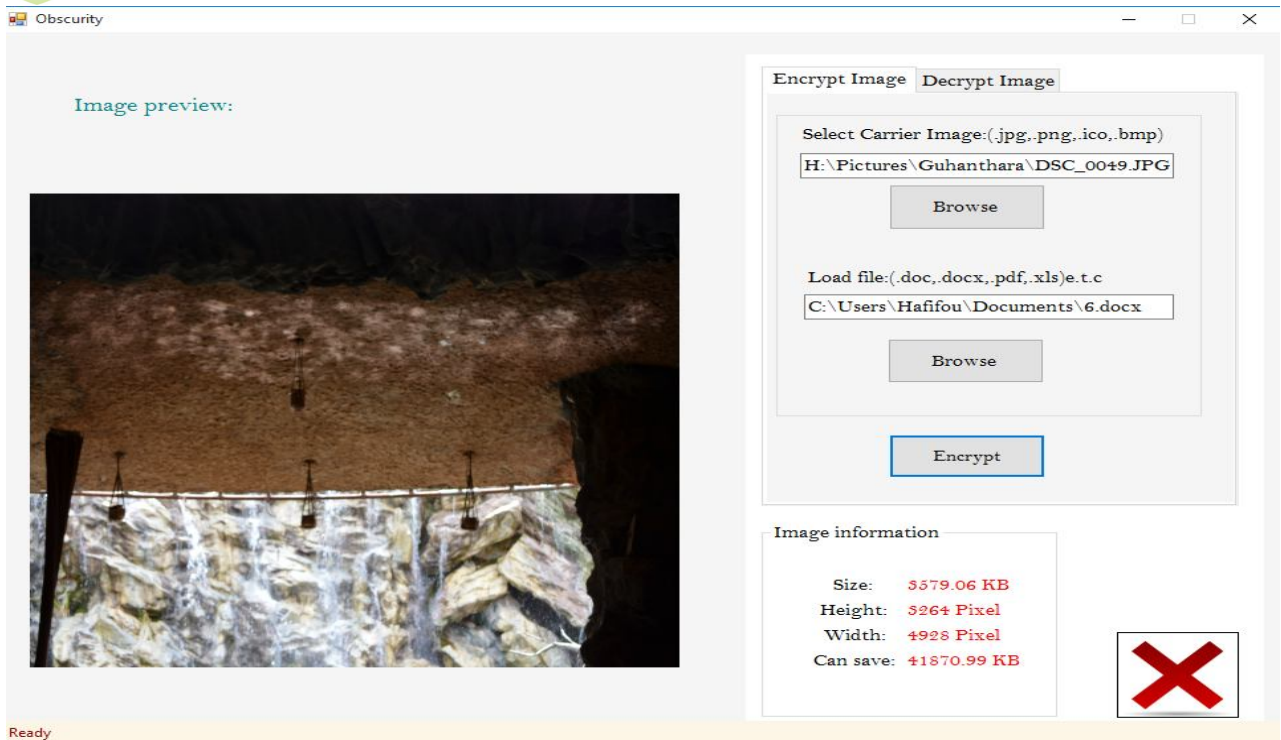 Obscurity
Image preview:
Encrypt Image
Decrypt Image
Select Carrier Image:(.jpg,.png,.ico,.bmp)
H:\Pictures\Guhanthara\DSC_0049.JPG
Browse
Load file:(.doc,.docx,.pdf,.xls)e.t.c
C:\Users\Hafifou\Documents\6.docx
Browse
Encrypt
Image information
Size: 3579.06 KB
Height: 3264 Pixel
Width: 4928 Pixel
Can save: 41870.99 KB
Ready